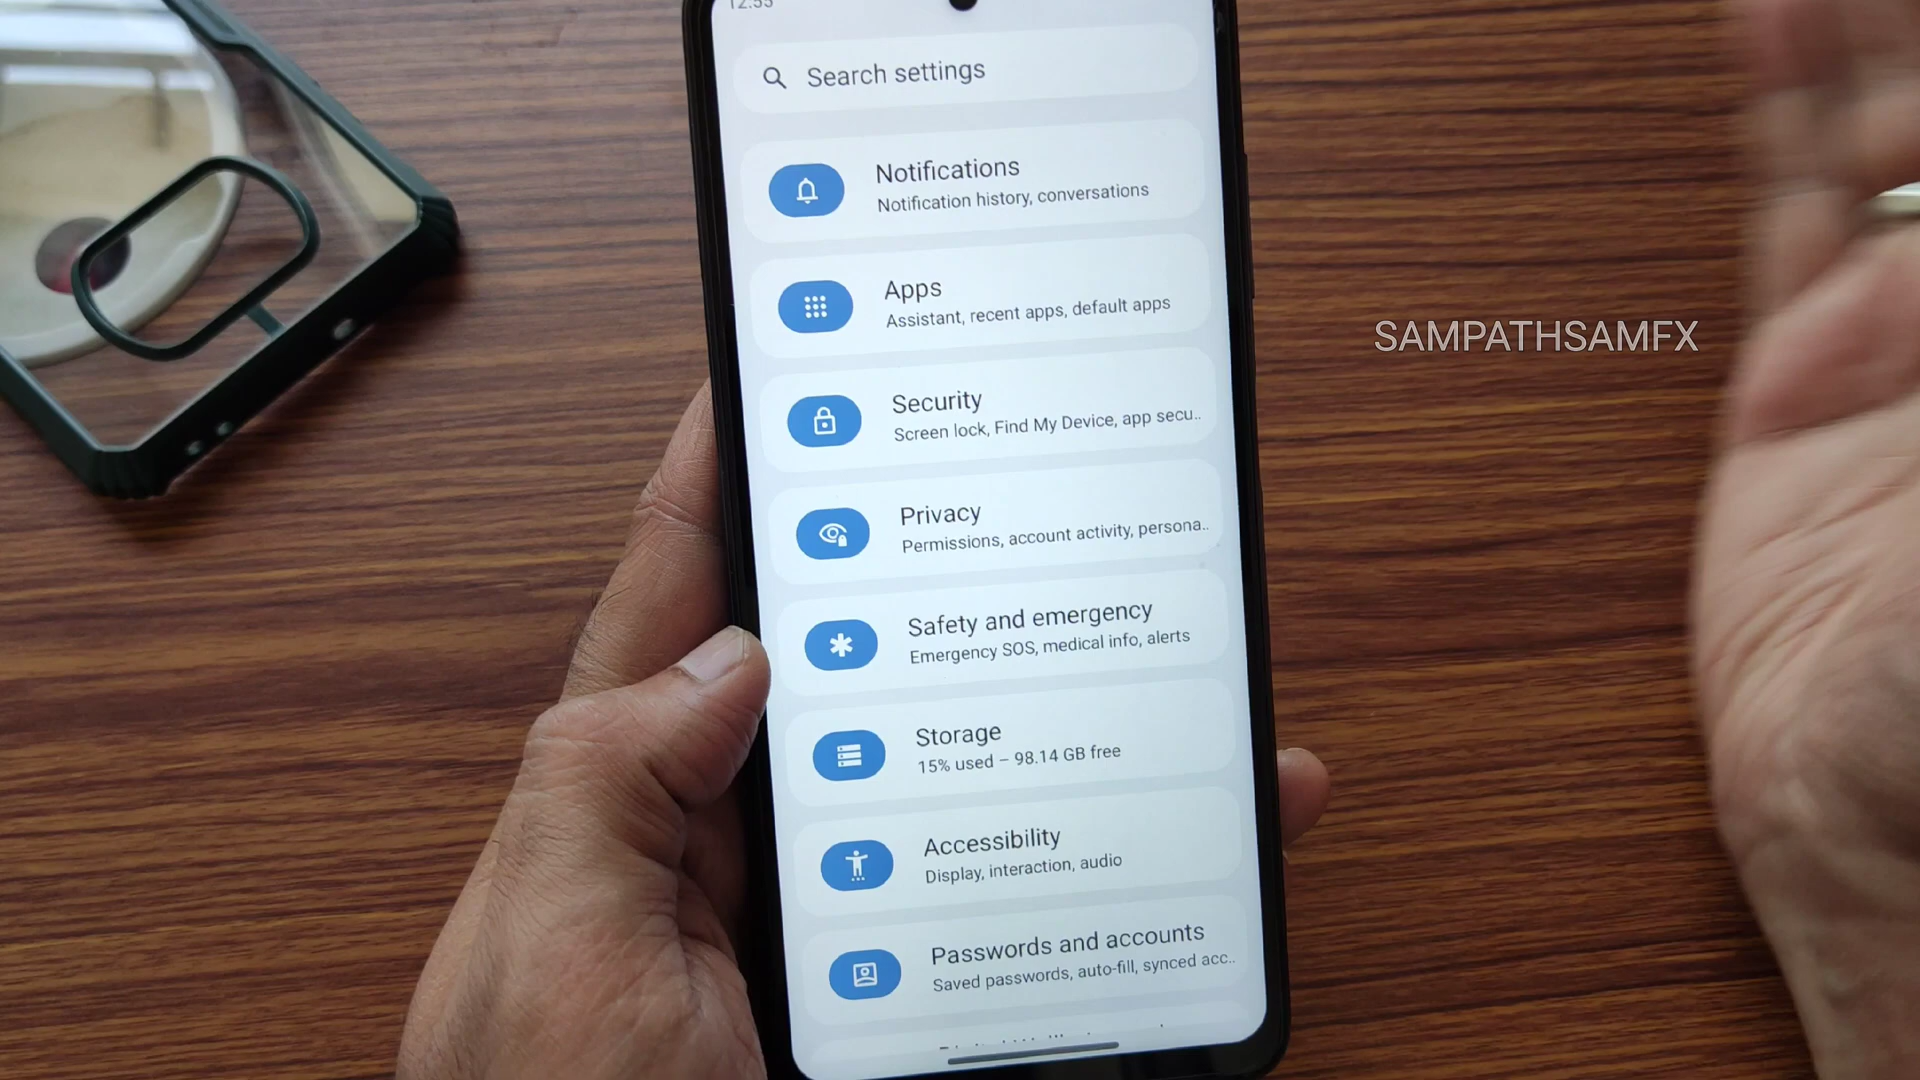 12:55
Search settings
Notifications
Notification history, conversations
Apps
Assistant, recent apps, default apps
SAMPATHSAMFX
Security
Screen lock, Find My Device, app secu..
Privacy
Permissions, account activity, persona..
Safety and emergency
Emergency SOS, medical info, alerts
Storage
15% used – 98.14 GB free
Accessibility
Display, interaction, audio
Passwords and accounts
Saved passwords, auto-fill, synced acc..